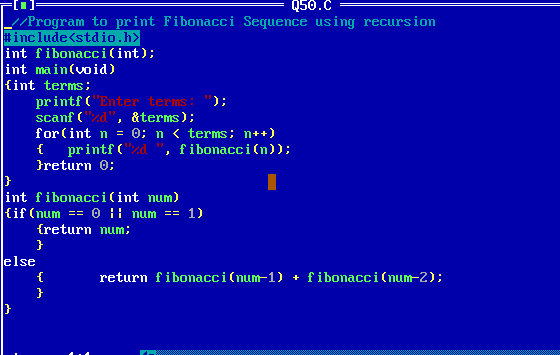 Q50.C
//Program to print Fibonacci Sequence using recursion
#include<stdio.h>
int fibonacci(int);
int main(void)
{int terms;
    printf("Enter terms: ");
    scanf("%d", &terms);
    for(int n = 0; n < terms; n++)
    {   printf("%d ", fibonacci(n));
    }return 0;
}
int fibonacci(int num)
{if(num == 0 || num == 1)
    {return num;
    }
else
    {       return fibonacci(num-1) + fibonacci(num-2);
    }
}